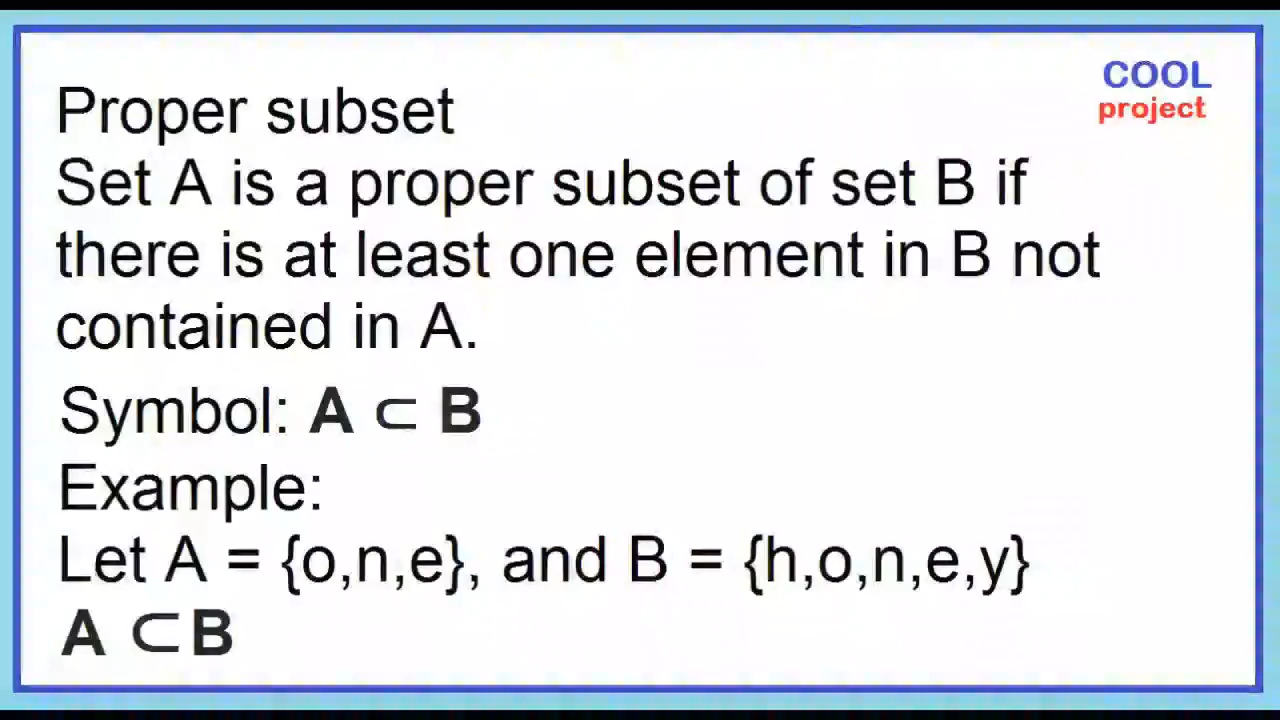 COOL
project
Proper subset
Set A is a proper subset of set B if
there is at least one element in B not
contained in A.
Symbol: A ⊂ B
Example:
Let A = {o,n,e}, and B = {h,o,n,e,y}
A ⊂ B